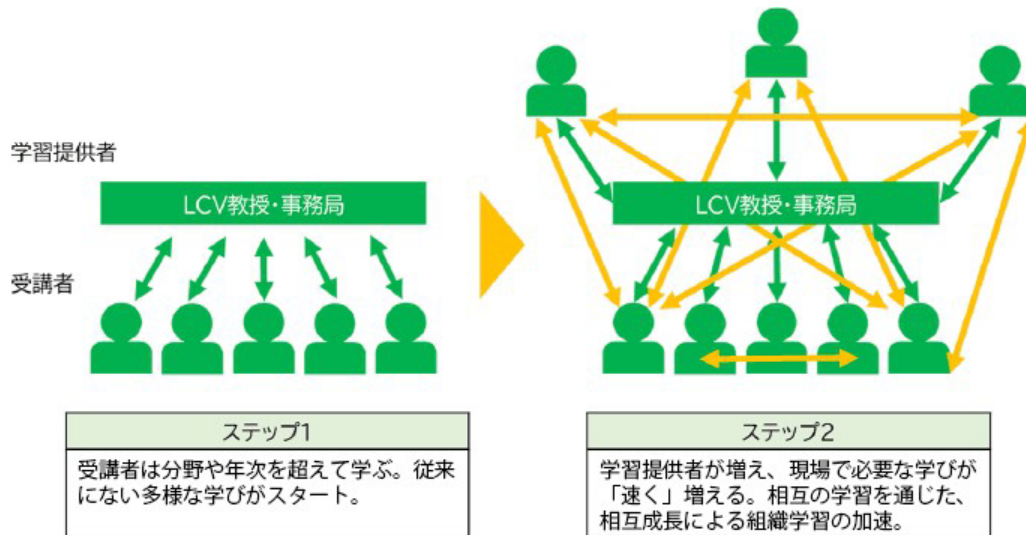 学習提供者
LCV教授・事務局
受講者
LCV教授・事務局
ステップ1
受講者は分野や年次を超えて学ぶ。従来
にない多様な学びがスタート。
ステップ2
学習提供者が増え、現場で必要な学びが
「速く」増える。相互の学習を通じた、
相互成長による組織学習の加速。